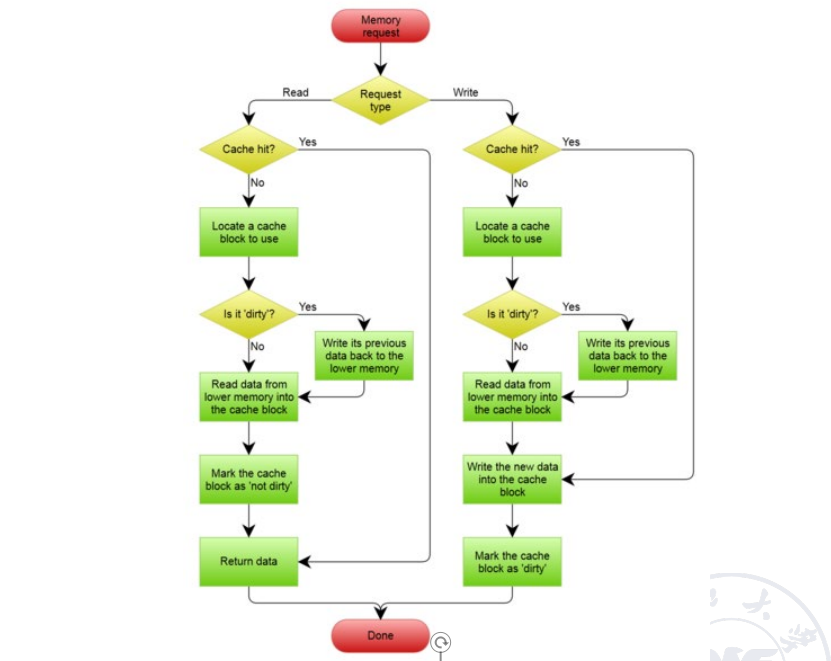 Memory
request
Request
type
Read
Write
Cache hit?
Yes
No
Locate a cache
block to use
Is it 'dirty'?
Yes
No
Write its previous
data back to the
lower memory
Read data from
lower memory into
the cache block
Mark the cache
block as 'not dirty'
Return data
Cache hit?
Yes
No
Locate a cache
block to use
Is it 'dirty'?
Yes
No
Write its previous
data back to the
lower memory
Read data from
lower memory into
the cache block
Write the new data
into the cache
block
Mark the cache
block as 'dirty'
Done